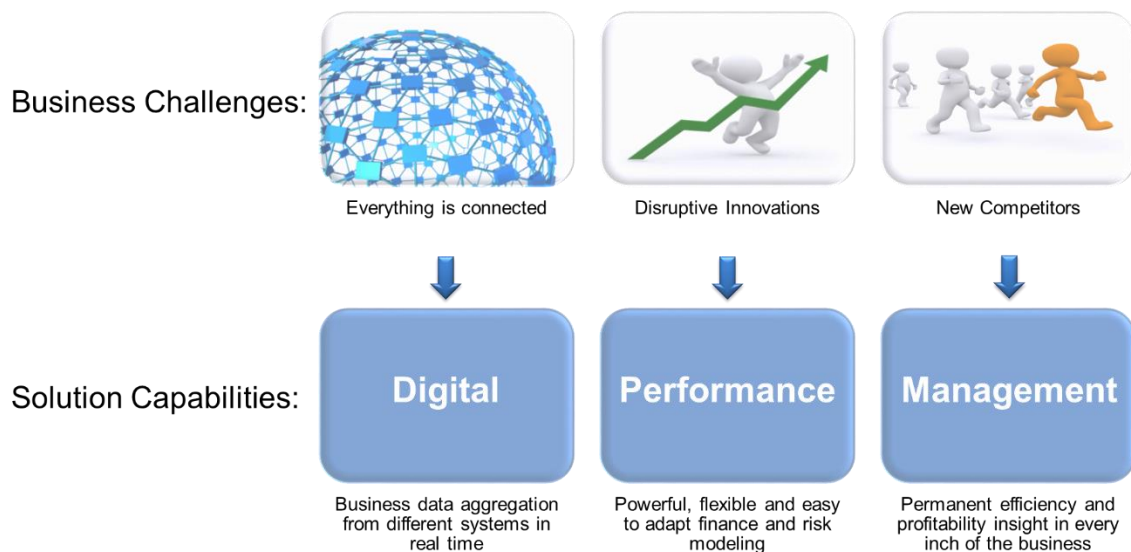 Business Challenges:
Everything is connected
Disruptive Innovations
New Competitors
Solution Capabilities:
Digital
Performance
Management
Business data aggregation
from different systems in
real time
Powerful, flexible and easy
to adapt finance and risk
modeling
Permanent efficiency and
profitability insight in every
inch of the business